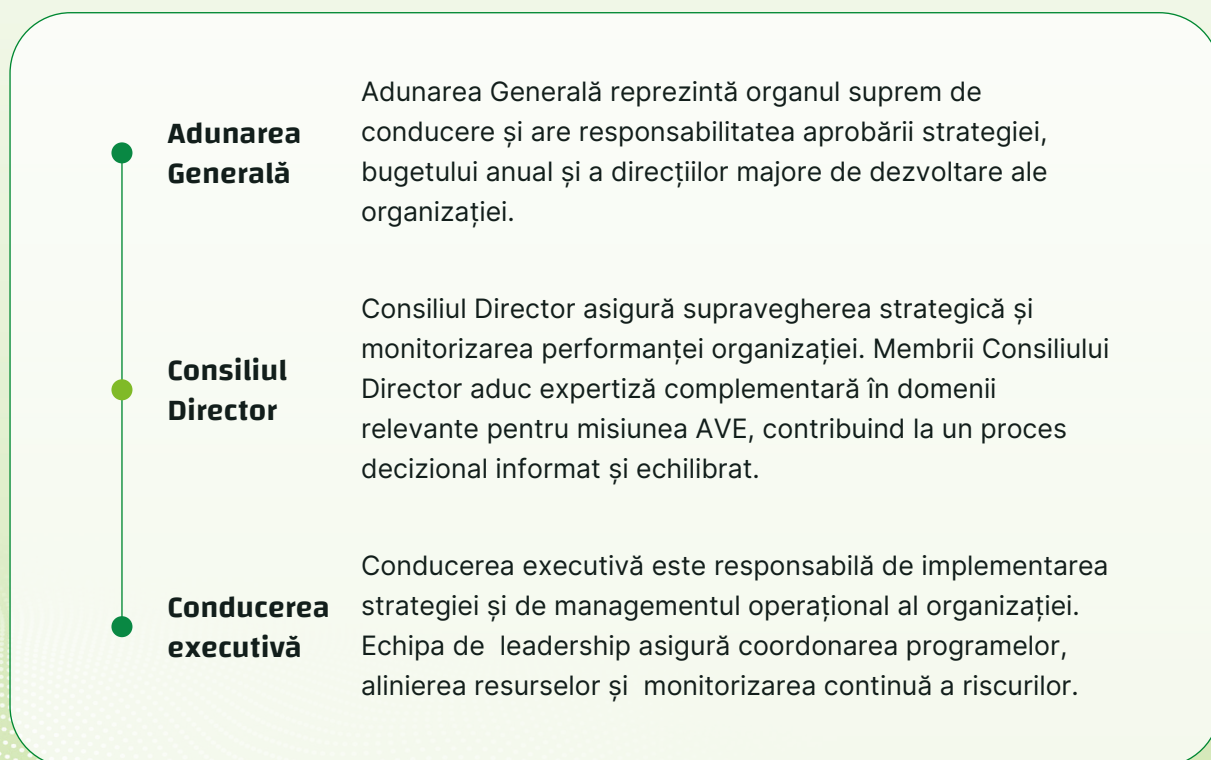 Adunarea
Generală
Adunarea Generală reprezintă organul suprem de
conducere și are responsabilitatea aprobării strategiei,
bugetului anual și a direcțiilor majore de dezvoltare ale
organizației.
Consiliul
Director
Consiliul Director asigură supravegherea strategică și
monitorizarea performanței organizației. Membrii Consiliului
Director aduc expertiză complementară în domenii
relevante pentru misiunea AVE, contribuind la un proces
decizional informat și echilibrat.
Conducerea
executivă
Conducerea executivă este responsabilă de implementarea
strategiei și de managementul operațional al organizației.
Echipa de  leadership asigură coordonarea programelor,
alinierea resurselor și  monitorizarea continuă a riscurilor.